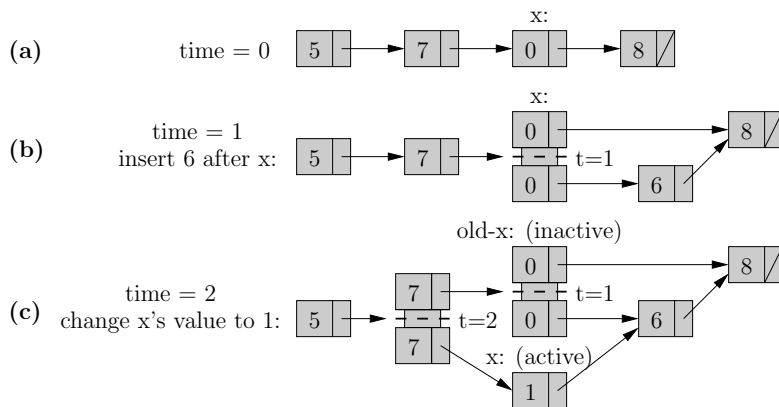 x:
(a) time = 0 5 7 0 8
x:
time = 1 0 8
(b) insert 6 after x: 5 7 t=1
0 6
old-x: (inactive)
0 8
time = 2 7 t=1
(c) change x's value to 1: 5 t=2 0 6
7
x: (active)
1